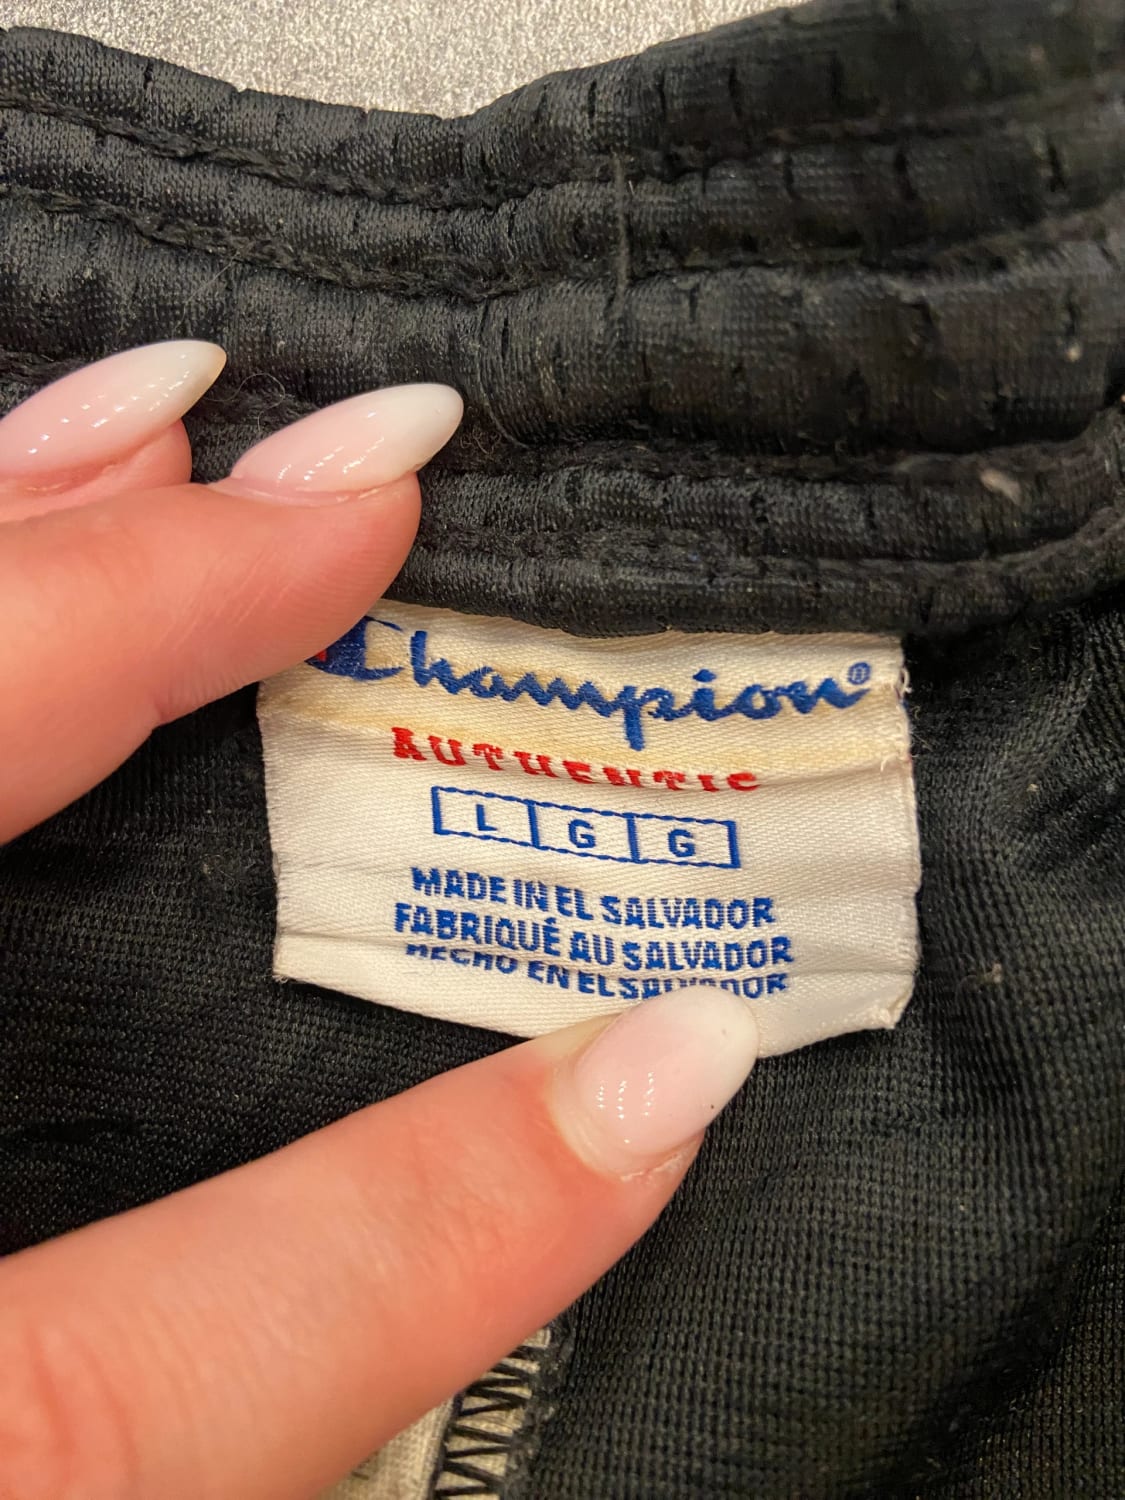 Champion®
AUTHENTIC
L G G
MADE IN EL SALVADOR
FABRIQUÉ AU SALVADOR
HECHO EN EL SALVADOR